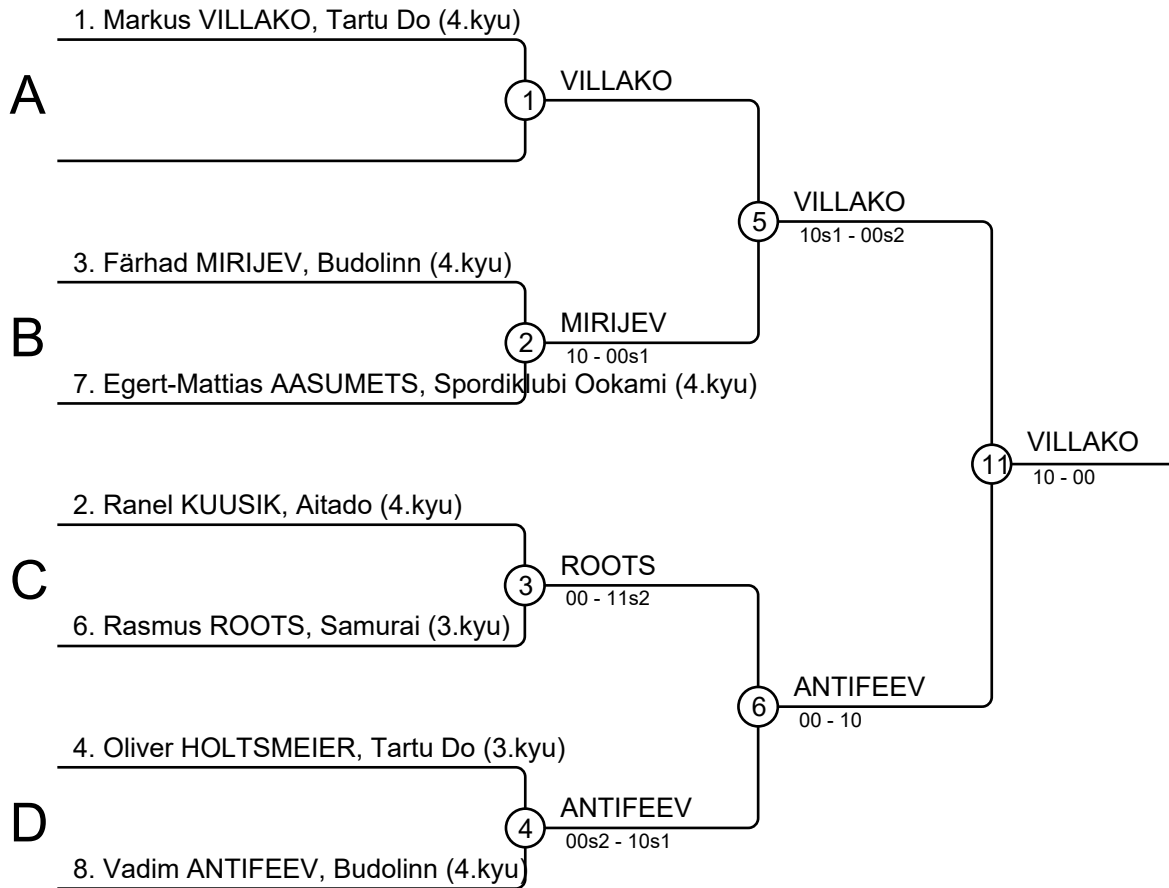 1. Markus VILLAKO, Tartu Do (4.kyu)
A
1
VILLAKO
5
VILLAKO
10s1 - 00s2
3. Färhad MIRIJEV, Budolinn (4.kyu)
B
2
MIRIJEV
10 - 00s1
7. Egert-Mattias AASUMETS, Spordiklubi Ookami (4.kyu)
11
VILLAKO
10 - 00
2. Ranel KUUSIK, Aitado (4.kyu)
C
3
ROOTS
00 - 11s2
6. Rasmus ROOTS, Samurai (3.kyu)
6
ANTIFEEV
00 - 10
4. Oliver HOLTSMEIER, Tartu Do (3.kyu)
D
4
ANTIFEEV
00s2 - 10s1
8. Vadim ANTIFEEV, Budolinn (4.kyu)